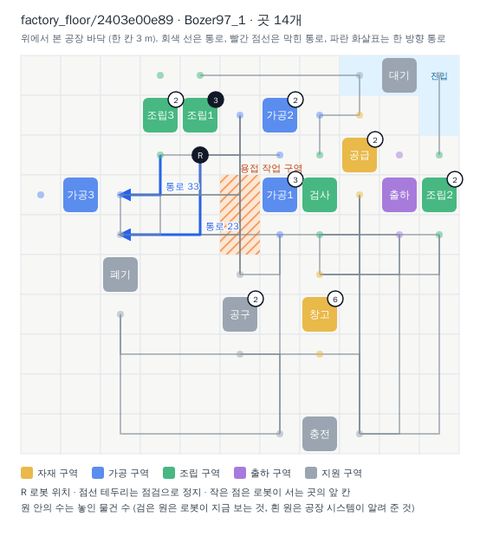 factory_floor/2403e00e89 · Bozer97_1 · 곳 14개
위에서 본 공장 바닥 (한 칸 3 m). 회색 선은 통로, 빨간 점선은 막힌 통로, 파란 화살표는 한 방향 통로
대기
진입
2
3
2
조립3
조립1
가공2
2
공급
R
용접 작업 구역
3
2
통로 33
가공3
가공1
검사
출하
조립2
통로 23
폐기
2
6
공구
창고
충전
자재 구역
가공 구역
조립 구역
출하 구역
지원 구역
R 로봇 위치 · 점선 테두리는 점검으로 정지 · 작은 점은 로봇이 서는 곳의 앞 칸
원 안의 수는 놓인 물건 수 (검은 원은 로봇이 지금 보는 것, 흰 원은 공장 시스템이 알려 준 것)